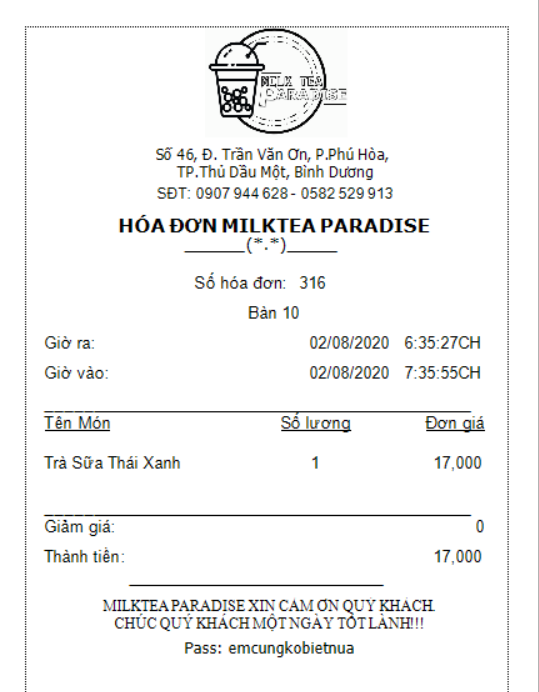 MILK TEA
PARADISE
Số 46, Đ. Trần Văn Ơn, P.Phú Hòa,
TP.Thủ Dầu Một, Bình Dương
SĐT: 0907 944 628 - 0582 529 913
HÓA ĐƠN MILKTEA PARADISE
______(*.*)_____
Số hóa đơn: 316
Bàn 10
Giờ ra: 02/08/2020 6:35:27CH
Giờ vào: 02/08/2020 7:35:55CH
Tên Món Số lương Đơn giá
Trà Sữa Thái Xanh 1 17,000
Giảm giá: 0
Thành tiền: 17,000
MILKTEA PARADISE XIN CẢM ƠN QUÝ KHÁCH.
CHÚC QUÝ KHÁCH MỘT NGÀY TỐT LÀNH!!!
Pass: emcungkobietnua